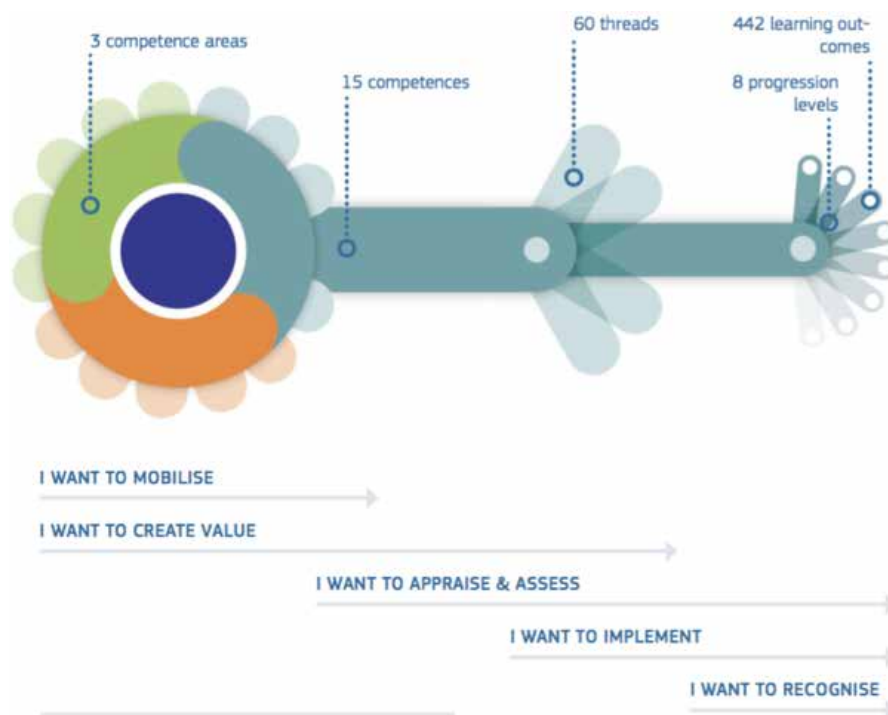 3 competence areas
15 competences
60 threads
442 learning out-
comes
8 progression
levels
I WANT TO MOBILISE
I WANT TO CREATE VALUE
I WANT TO APPRAISE & ASSESS
I WANT TO IMPLEMENT
I WANT TO RECOGNISE